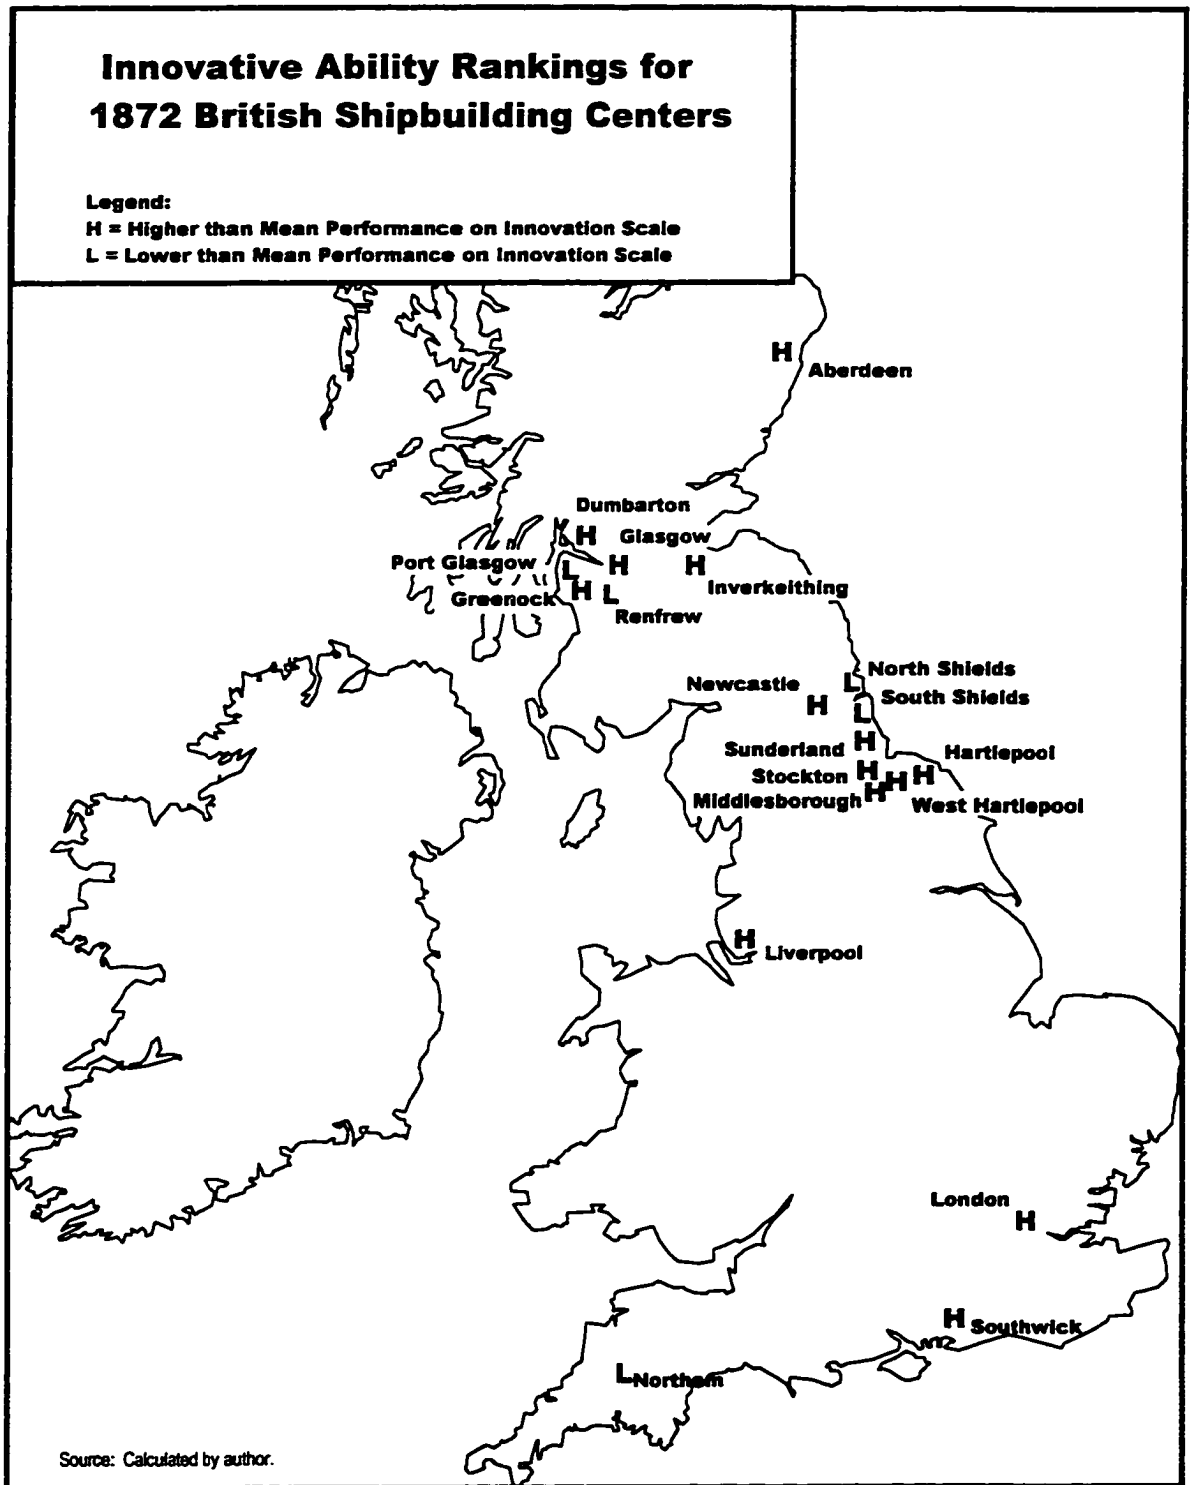 Innovative Ability Rankings for
1872 British Shipbuilding Centers
Legend:
H = Higher than Mean Performance on Innovation Scale
L = Lower than Mean Performance on Innovation Scale
H
Aberdeen
Dumbarton
H Glasgow
Port Glasgow L H H
Inverkeithing
Greenock H L
Renfrew
North Shields
Newcastle L
H South Shields
L
Sunderland H
Hartlepool
Stockton H H H
Middlesborough H
West Hartlepool
H
Liverpool
London
H
H Southwick
L Northam
Source: Calculated by author.